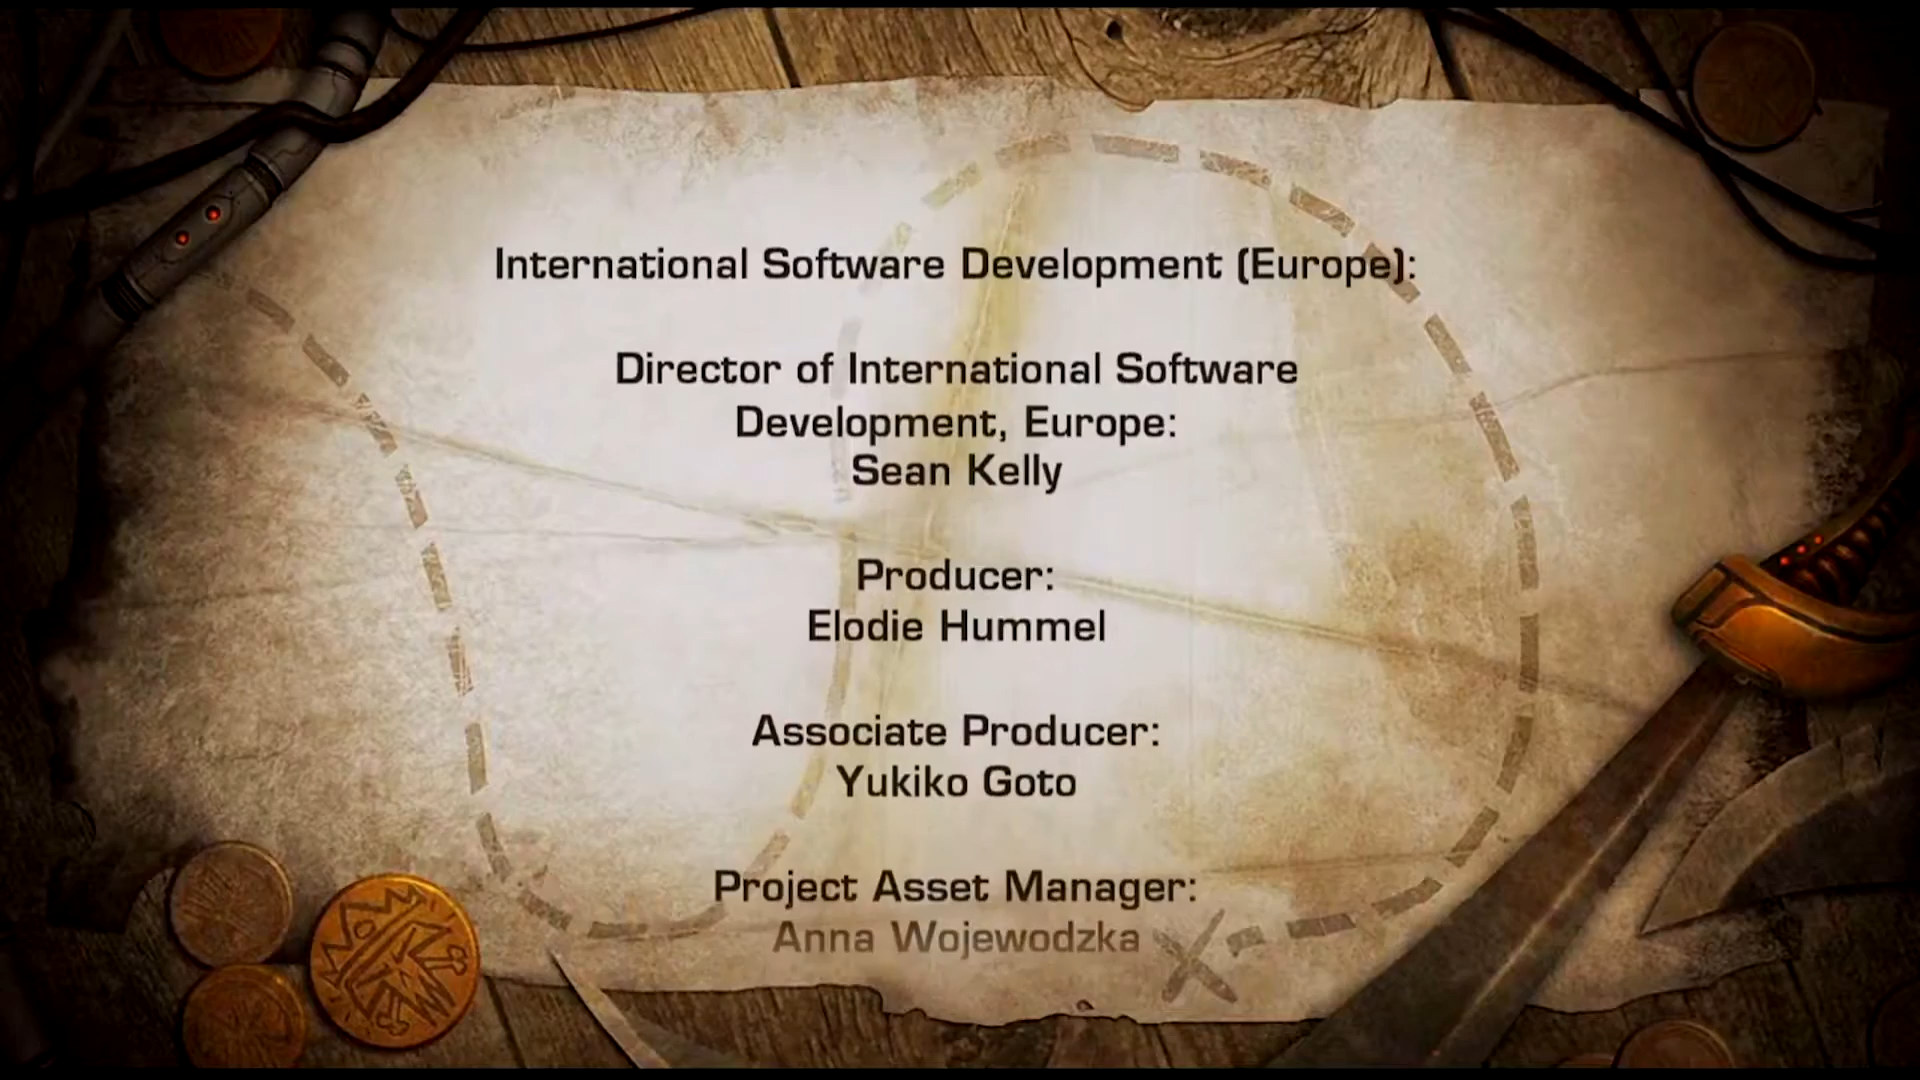 International Software Development (Europe):
Director of International Software
Development, Europe:
Sean Kelly
Producer:
Elodie Hummel
Associate Producer:
Yukiko Goto
Project Asset Manager:
Anna Wojewodzka